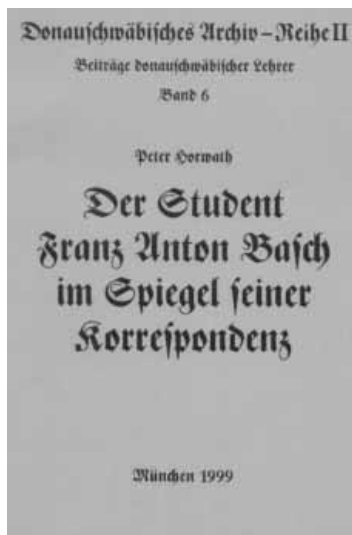 Donauſchwäbiſches Archiv – Reihe II
Beiträge donauſchwäbiſcher Lehrer
Band 6
Peter Horwath
Der Student
Franz Anton Baſch
im Spiegel ſeiner
Korreſpondenz
München 1999